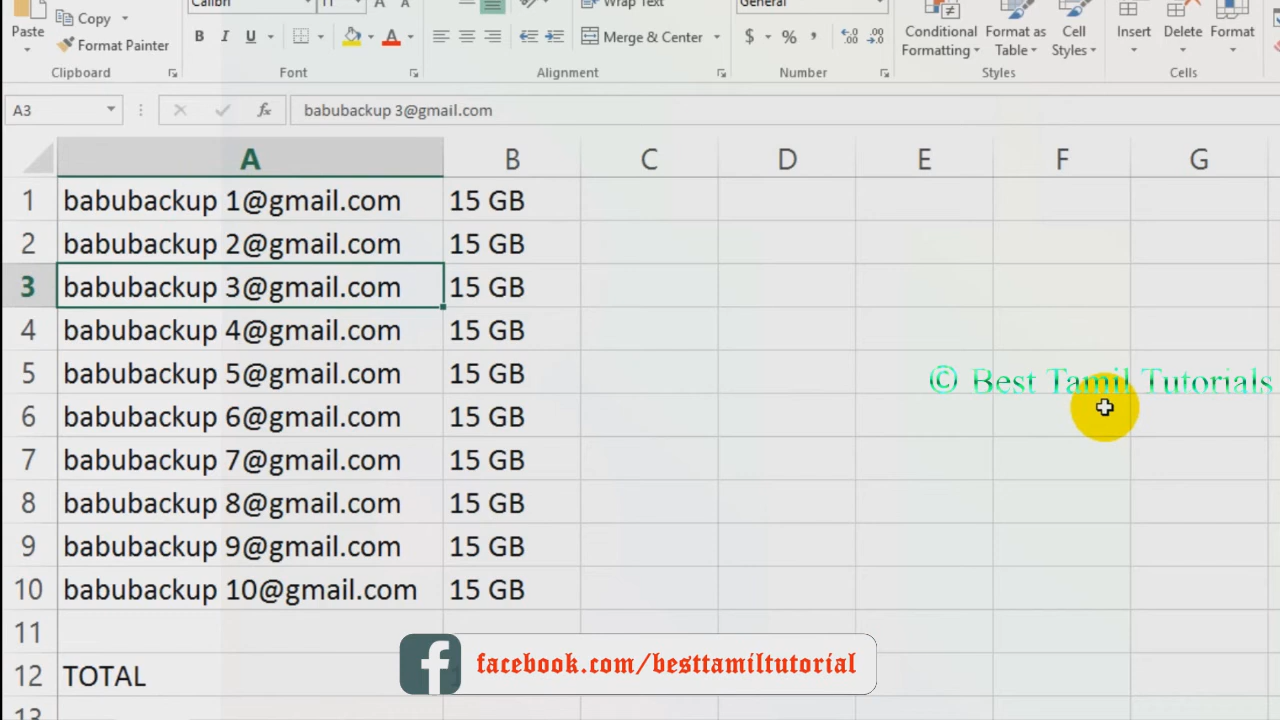 Calibri 11 A A Wrap Text General
Copy
Paste Format Painter B I U A Merge & Center $ % , .00 Conditional Formatting Format as Table Cell Styles Insert Delete Format
Clipboard Font Alignment Number Styles Cells
A3 fx babubackup 3@gmail.com
A B C D E F G
1 babubackup 1@gmail.com 15 GB
2 babubackup 2@gmail.com 15 GB
3 babubackup 3@gmail.com 15 GB
4 babubackup 4@gmail.com 15 GB
5 babubackup 5@gmail.com 15 GB
© Best Tamil Tutorials
6 babubackup 6@gmail.com 15 GB
7 babubackup 7@gmail.com 15 GB
8 babubackup 8@gmail.com 15 GB
9 babubackup 9@gmail.com 15 GB
10 babubackup 10@gmail.com 15 GB
11
facebook.com/besttamiltutorial
12 TOTAL
13